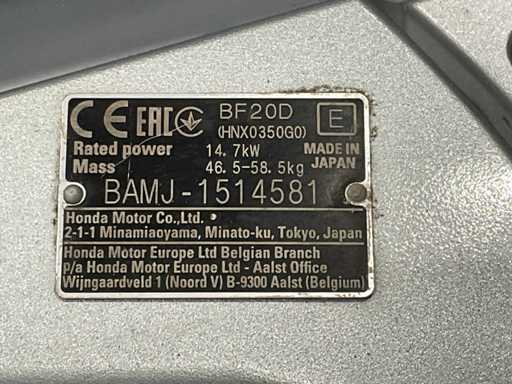 CE EAC BF20D E
(HNX0350G0)
Rated power 14.7kW MADE IN
Mass 46.5-58.5kg JAPAN
BAMJ-1514581
Honda Motor Co.,Ltd.
2-1-1 Minamiaoyama, Minato-ku, Tokyo, Japan
Honda Motor Europe Ltd Belgian Branch
p/a Honda Motor Europe Ltd - Aalst Office
Wijngaardveld 1 (Noord V) B-9300 Aalst (Belgium)